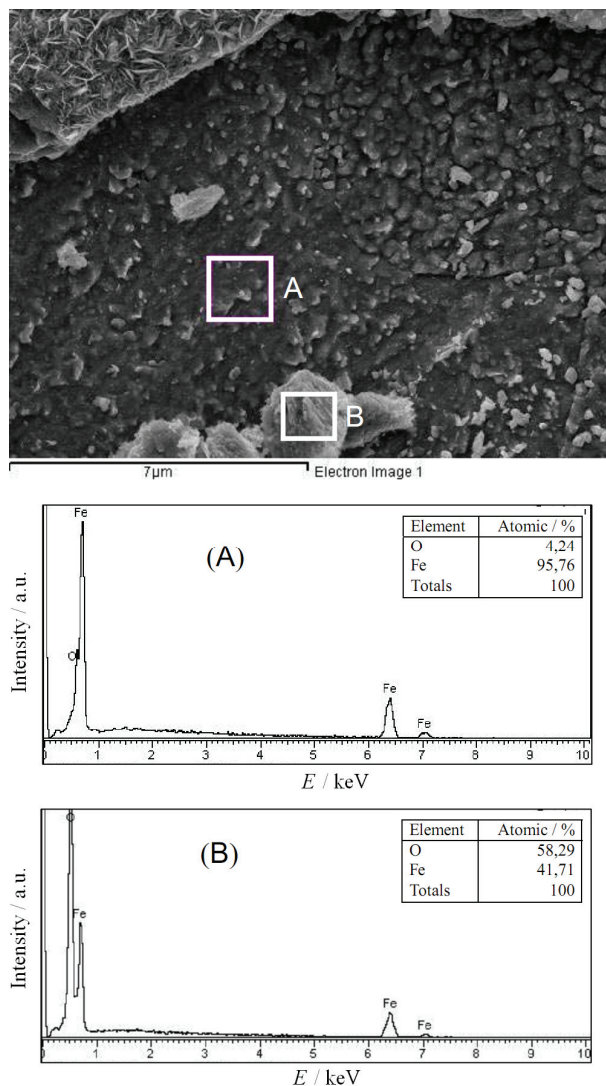 A
B
7µm
Electron Image 1
Fe
(A)
Element Atomic / %
O 4,24
Fe 95,76
Totals 100
Intensity / a.u.
O
Fe
Fe
0 1 2 3 4 5 6 7 8 9 10
E / keV
O
(B)
Element Atomic / %
O 58,29
Fe 41,71
Totals 100
Intensity / a.u.
Fe
Fe
Fe
0 1 2 3 4 5 6 7 8 9 10
E / keV